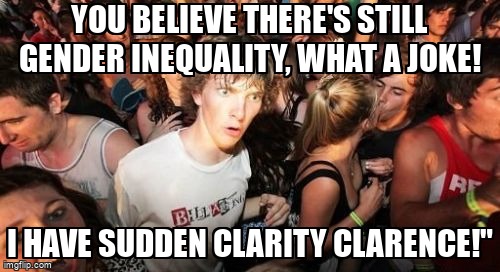 YOU BELIEVE THERE'S STILL
GENDER INEQUALITY, WHAT A JOKE!
I HAVE SUDDEN CLARITY CLARENCE!"
imgflip.com